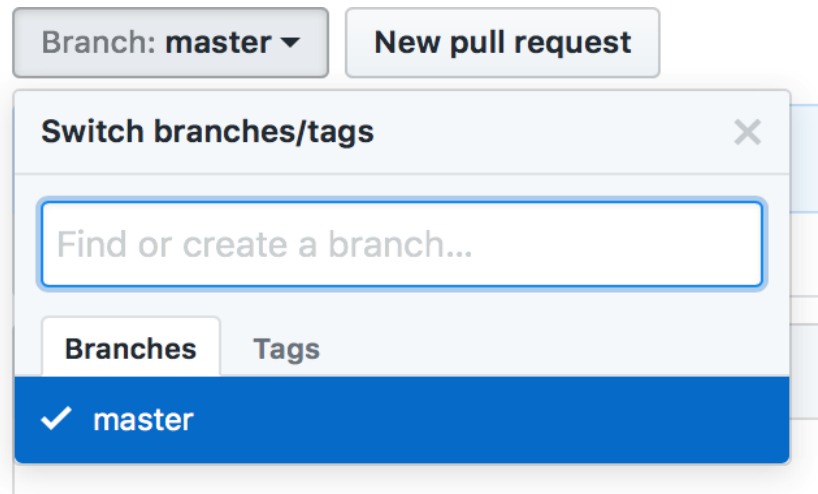 Branch: master
New pull request
Switch branches/tags
Find or create a branch...
Branches
Tags
master